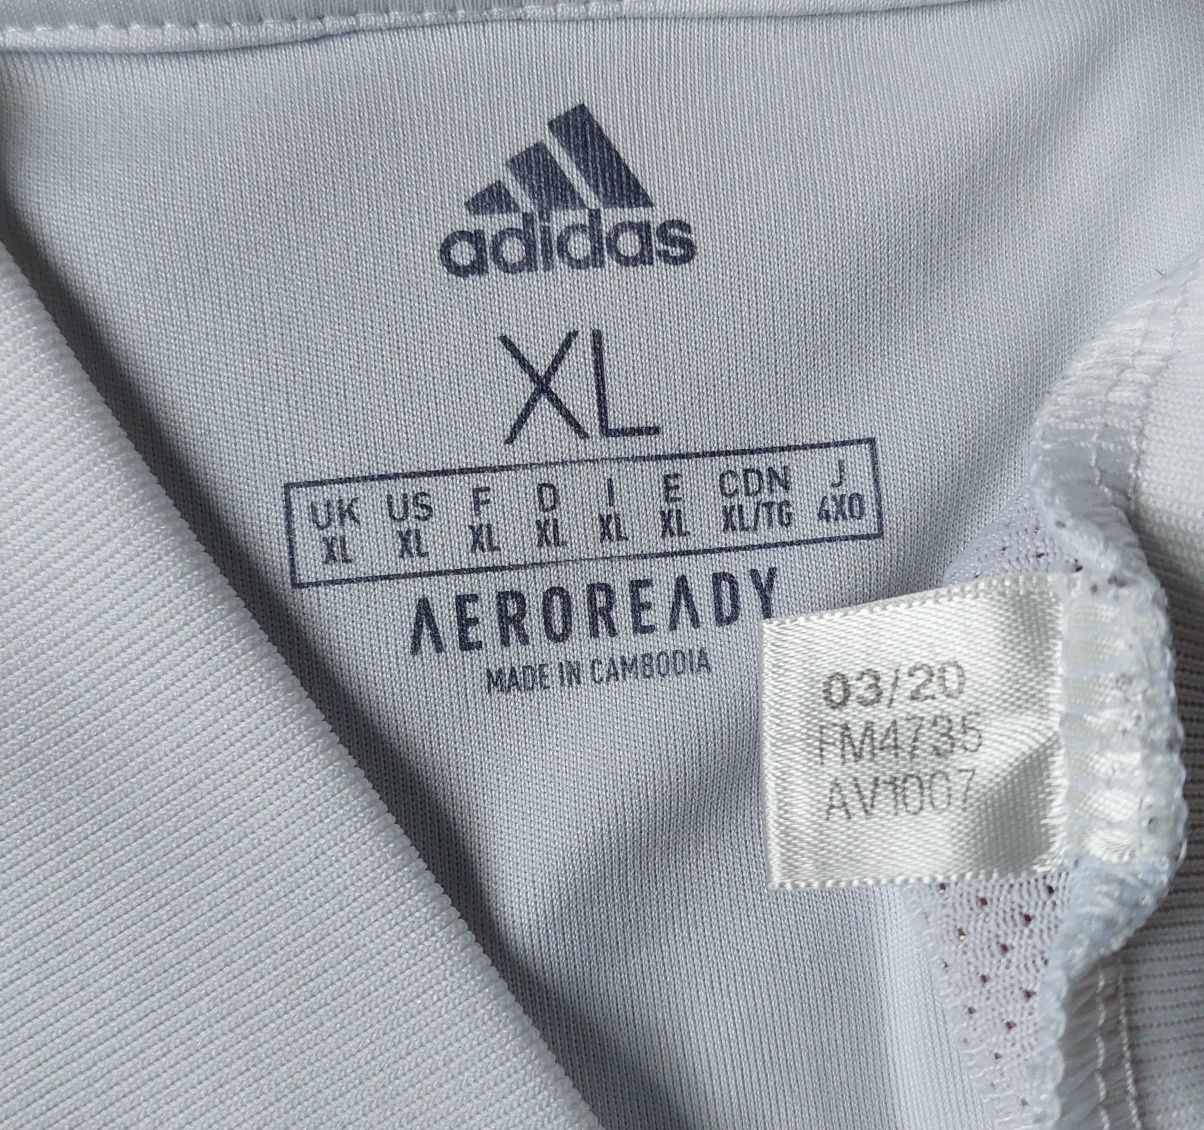 adidas
XL
UK US F D I E CDN J
XL XL XL XL XL XL XL/TG 4XO
AEROREADY
MADE IN CAMBODIA
03/20
FM4735
AV1007